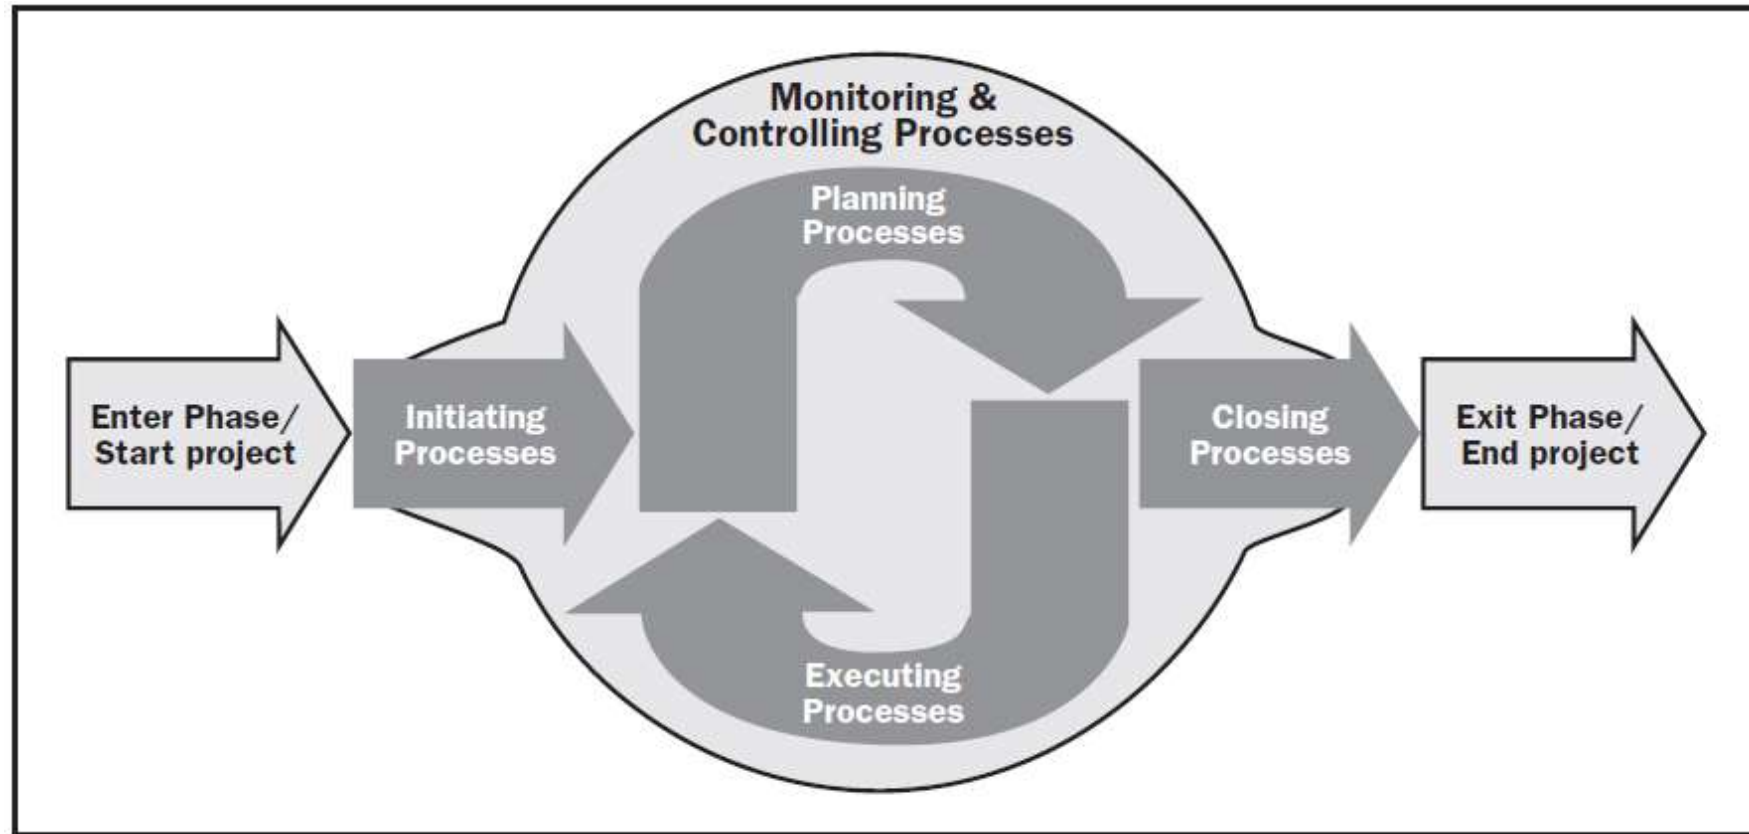 Monitoring &
Controlling Processes
Planning
Processes
Enter Phase/
Start project
Initiating
Processes
Closing
Processes
Exit Phase/
End project
Executing
Processes